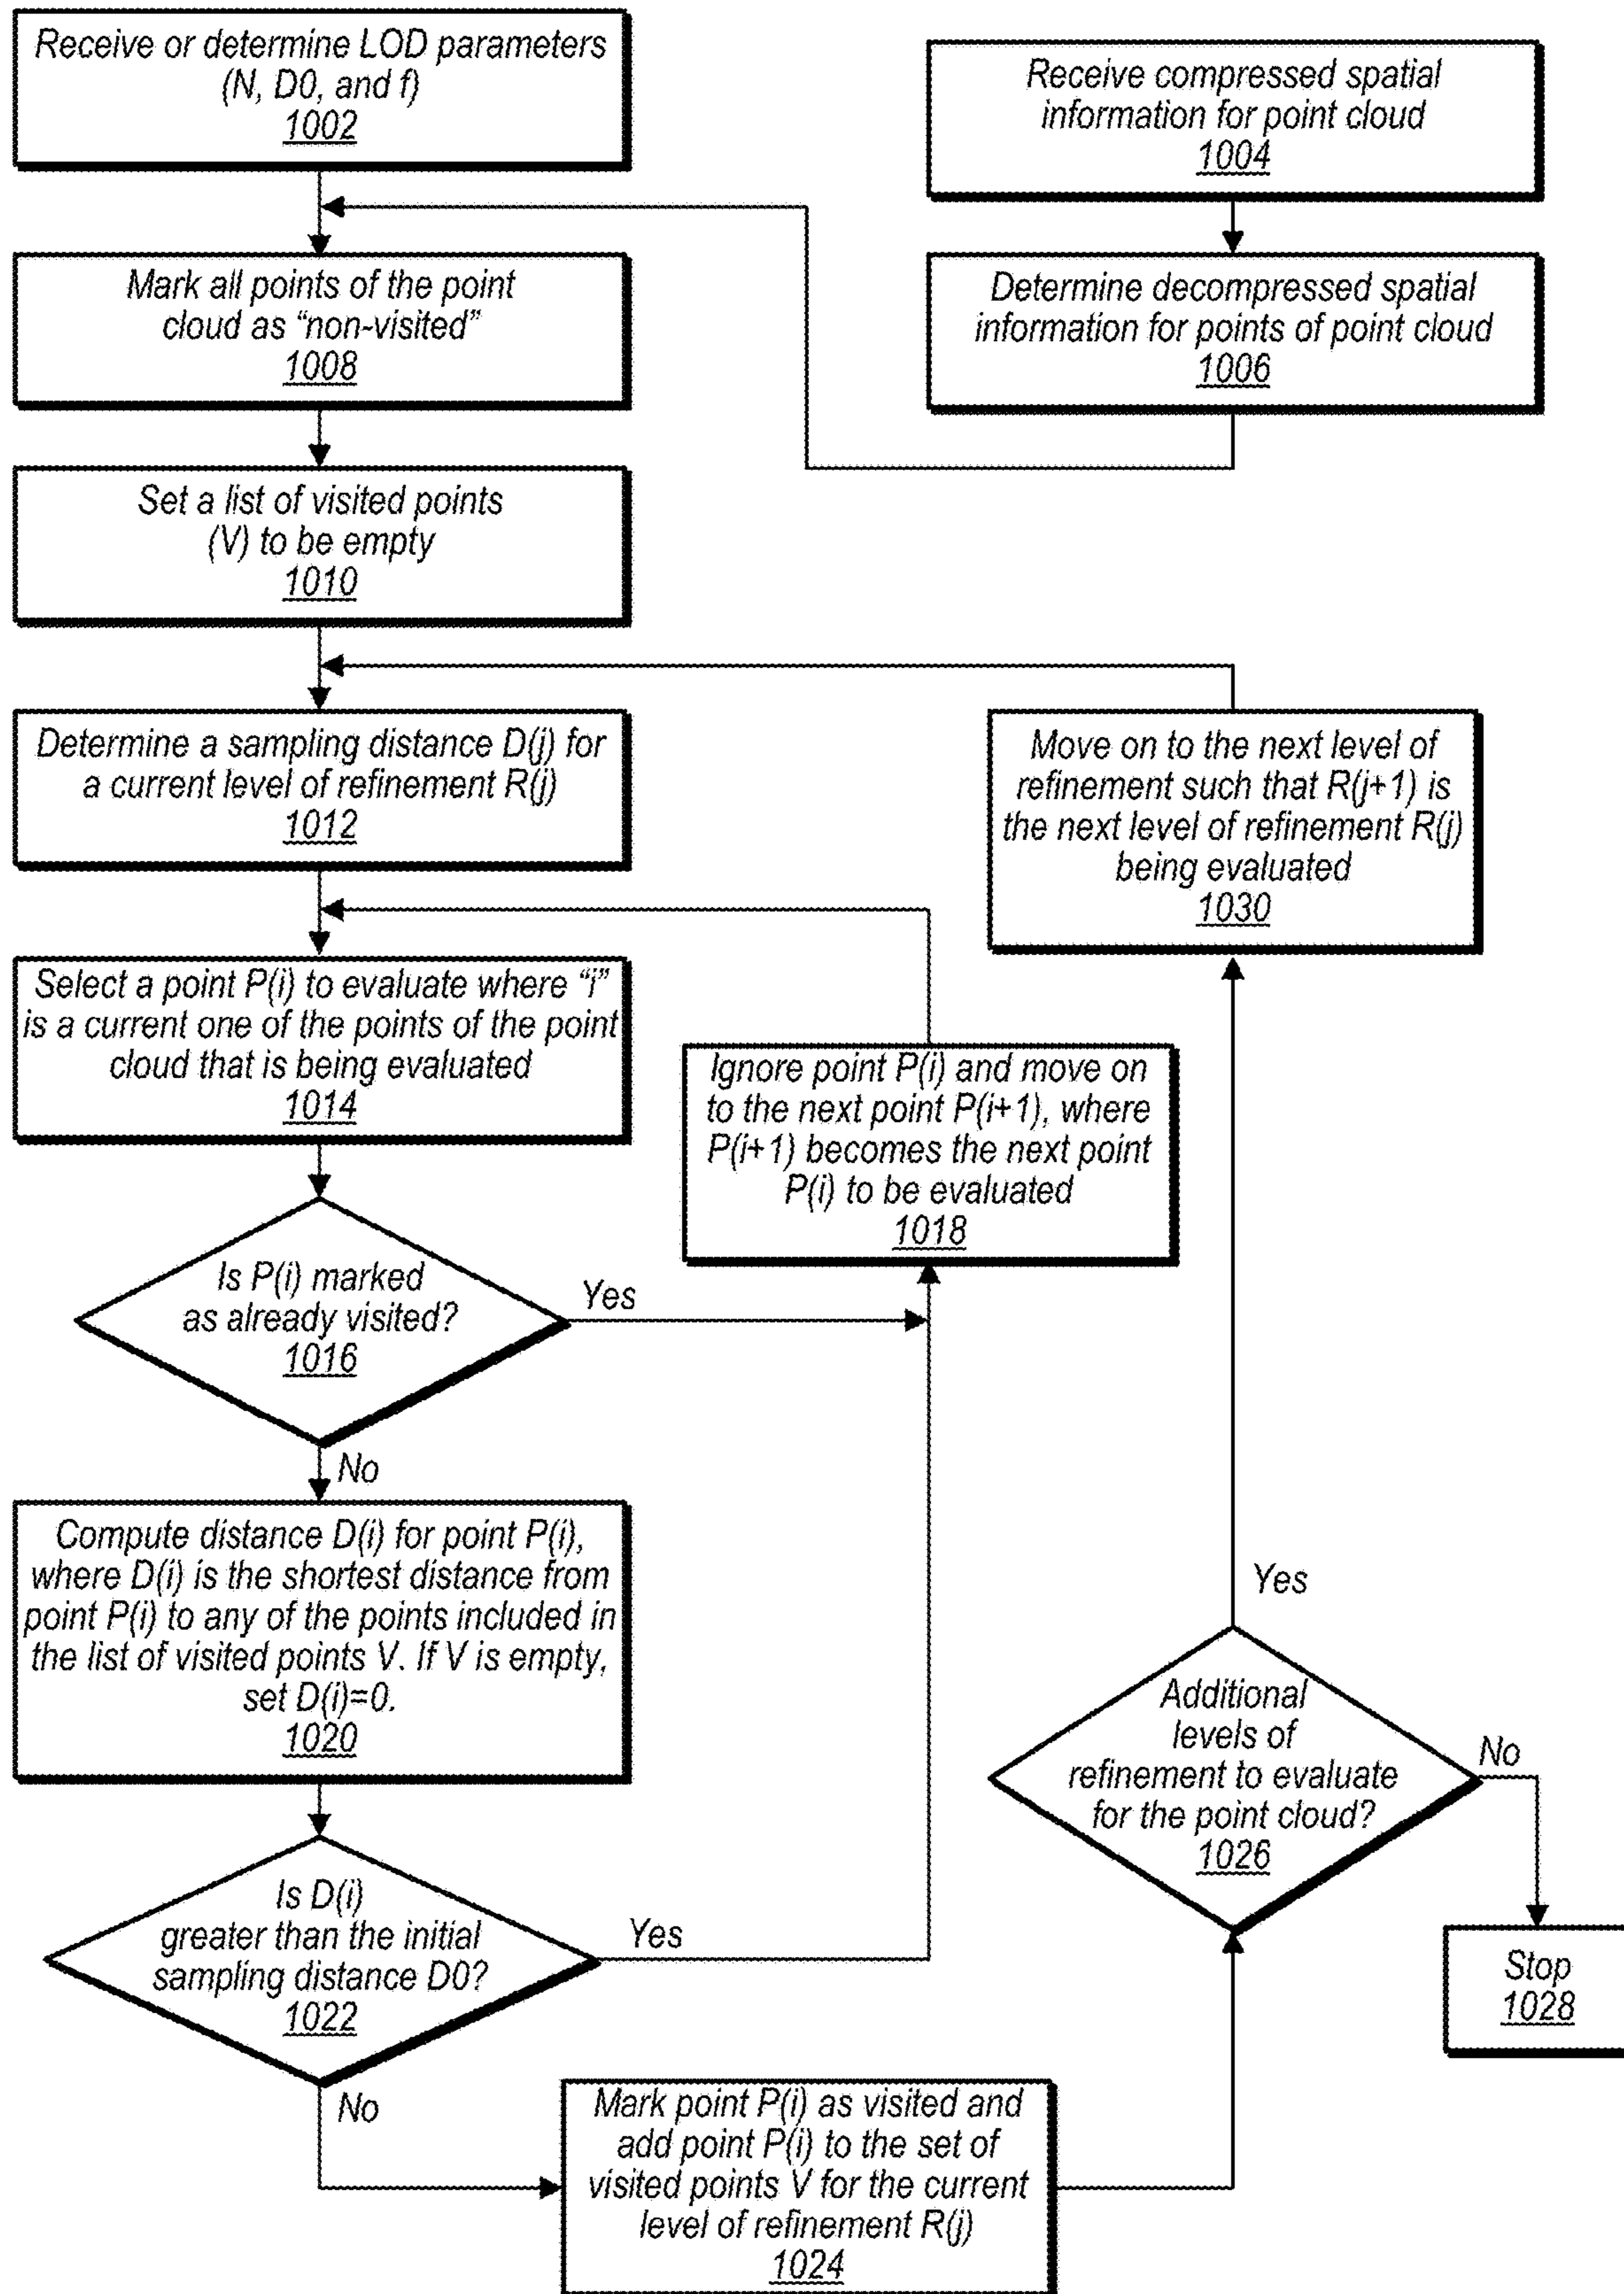 Receive or determine LOD parameters
(N, D0, and f)
1002
Receive compressed spatial
information for point cloud
1004
Mark all points of the point
cloud as “non-visited”
1008
Determine decompressed spatial
information for points of point cloud
1006
Set a list of visited points
(V) to be empty
1010
Determine a sampling distance D(j) for
a current level of refinement R(j)
1012
Move on to the next level of
refinement such that R(j+1) is
the next level of refinement R(j)
being evaluated
1030
Select a point P(i) to evaluate where “i”
is a current one of the points of the point
cloud that is being evaluated
1014
Ignore point P(i) and move on
to the next point P(i+1), where
P(i+1) becomes the next point
P(i) to be evaluated
1018
Is P(i) marked
as already visited?
1016
Yes
No
Compute distance D(i) for point P(i),
where D(i) is the shortest distance from
point P(i) to any of the points included in
the list of visited points V. If V is empty,
set D(i)=0.
1020
Yes
Additional
levels of
refinement to evaluate
for the point cloud?
1026
No
Is D(i)
greater than the initial
sampling distance D0?
1022
Yes
No
Stop
1028
Mark point P(i) as visited and
add point P(i) to the set of
visited points V for the current
level of refinement R(j)
1024